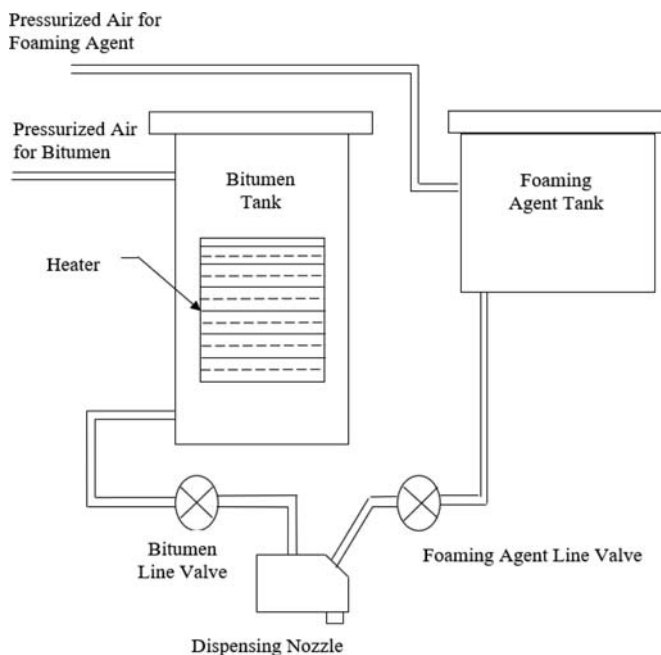 Pressurized Air for
Foaming Agent
Pressurized Air
for Bitumen
Bitumen
Tank
Foaming
Agent Tank
Heater
Bitumen
Line Valve
Foaming Agent Line Valve
Dispensing Nozzle